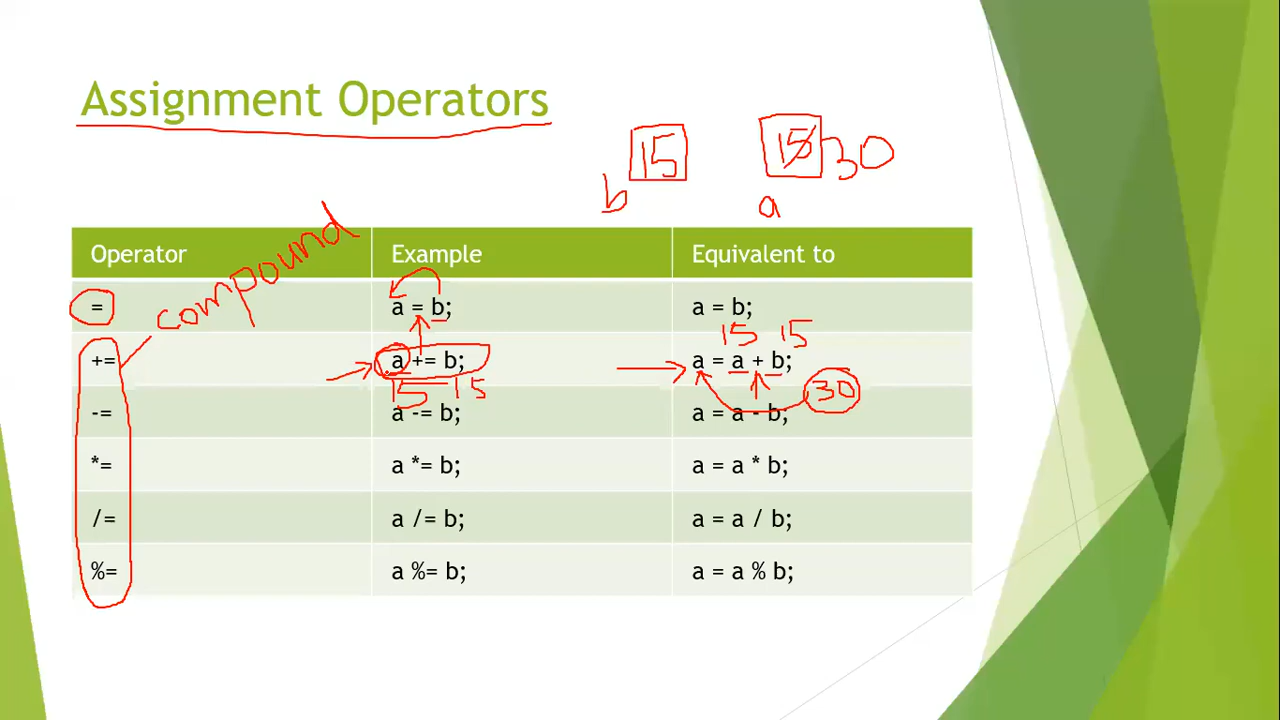 Assignment Operators
b 15 15 30
a
compound
Operator Example Equivalent to
= a = b; a = b;
15 15
+= a += b; a = a + b;
15 15 30
-= a -= b; a = a - b;
*= a *= b; a = a * b;
/= a /= b; a = a / b;
%= a %= b; a = a % b;